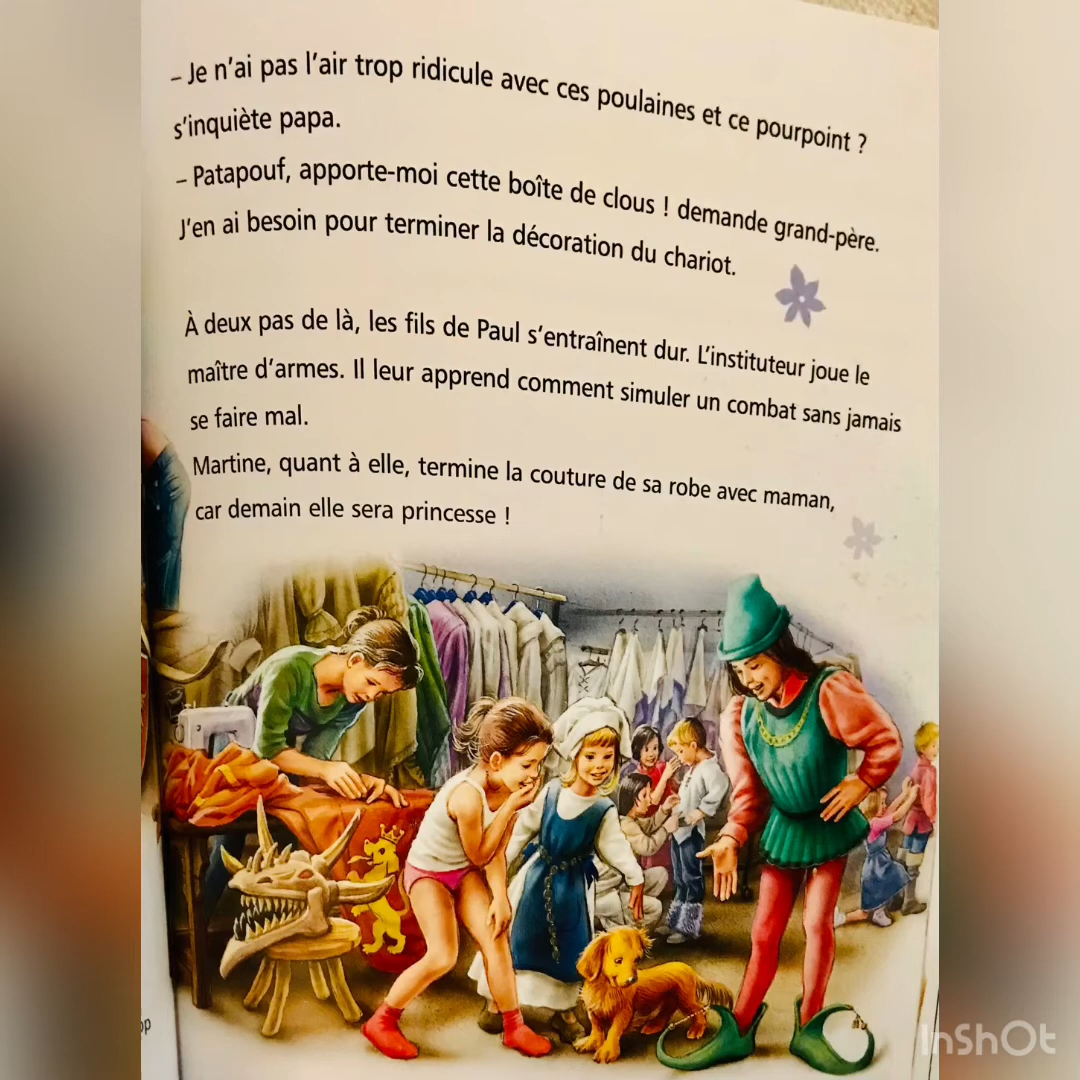 – Je n'ai pas l'air trop ridicule avec ces poulaines et ce pourpoint ?
s'inquiète papa.
– Patapouf, apporte-moi cette boîte de clous ! demande grand-père.
J'en ai besoin pour terminer la décoration du chariot.
À deux pas de là, les fils de Paul s'entraînent dur. L'instituteur joue le
maître d'armes. Il leur apprend comment simuler un combat sans jamais
se faire mal.
Martine, quant à elle, termine la couture de sa robe avec maman,
car demain elle sera princesse !
InShOt